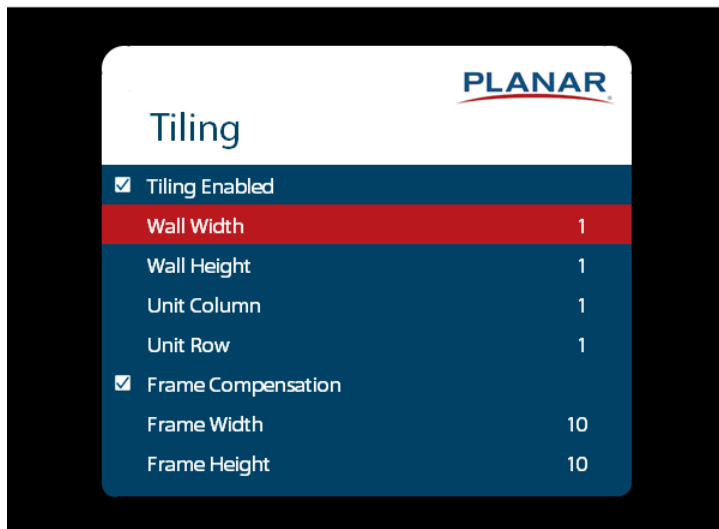 PLANAR
Tiling
Tiling Enabled
Wall Width 1
Wall Height 1
Unit Column 1
Unit Row 1
Frame Compensation
Frame Width 10
Frame Height 10